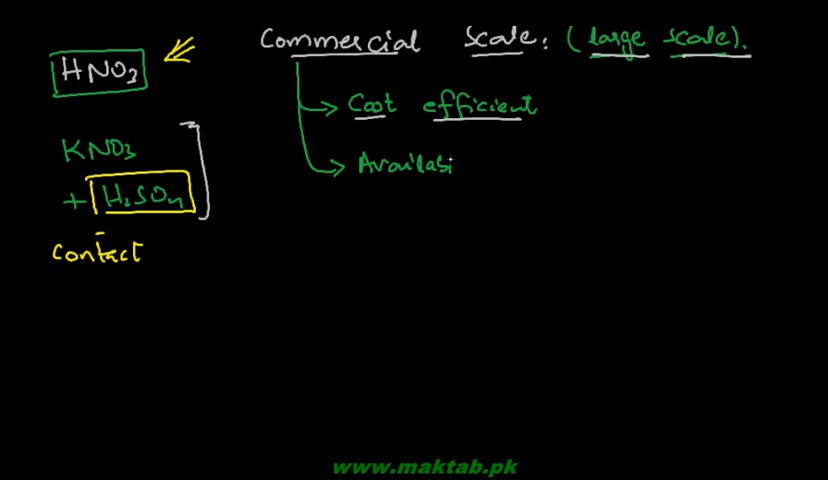 HNO3
Commercial Scale: (large scale).
Cost efficient
KNO3
Availabi
+ H2SO4
Contact
www.maktab.pk